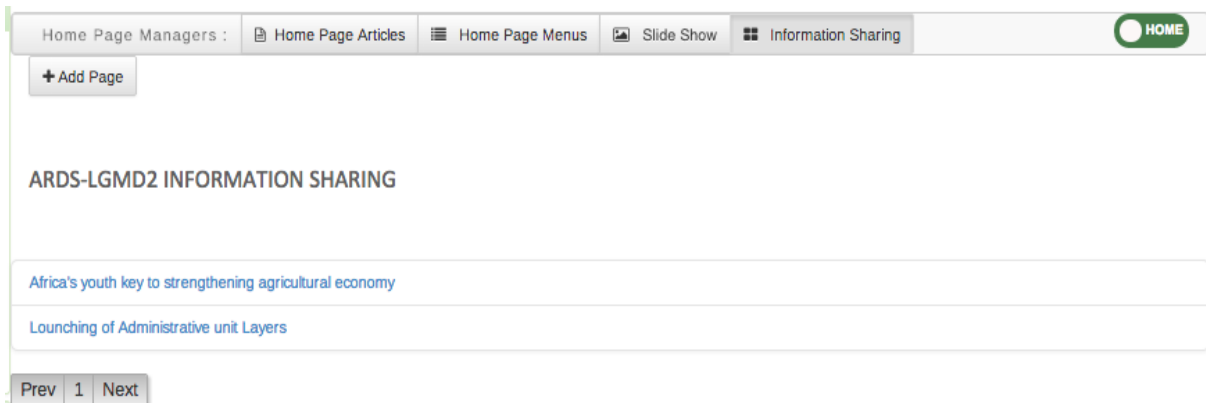 Home Page Managers : Home Page Articles Home Page Menus Slide Show Information Sharing HOME
+ Add Page
ARDS-LGMD2 INFORMATION SHARING
Africa's youth key to strengthening agricultural economy
Lounching of Administrative unit Layers
Prev 1 Next